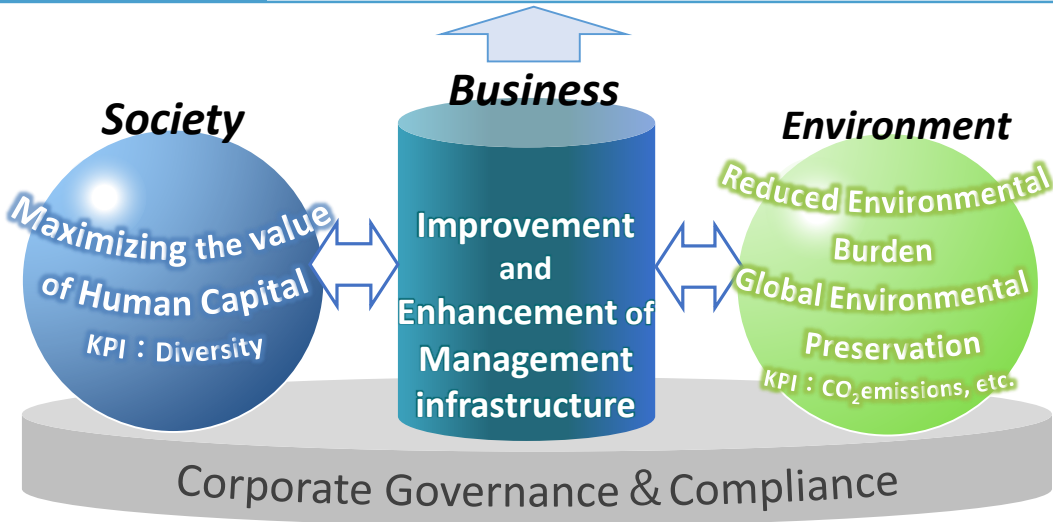 Society
Maximizing the value
of Human Capital
KPI：Diversity
Business
Improvement
and
Enhancement of
Management
infrastructure
Environment
Reduced Environmental
Burden
Global Environmental
Preservation
KPI：CO₂emissions, etc.
Corporate Governance & Compliance